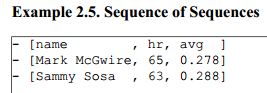 Example 2.5. Sequence of Sequences
- [name        , hr, avg  ]
- [Mark McGwire, 65, 0.278]
- [Sammy Sosa  , 63, 0.288]